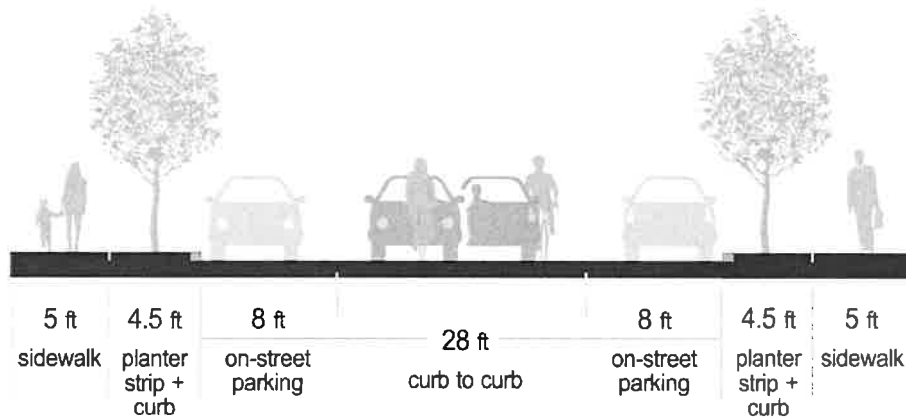 5 ft
sidewalk
4.5 ft
planter
strip +
curb
8 ft
on-street
parking
28 ft
curb to curb
8 ft
on-street
parking
4.5 ft
planter
strip +
curb
5 ft
sidewalk